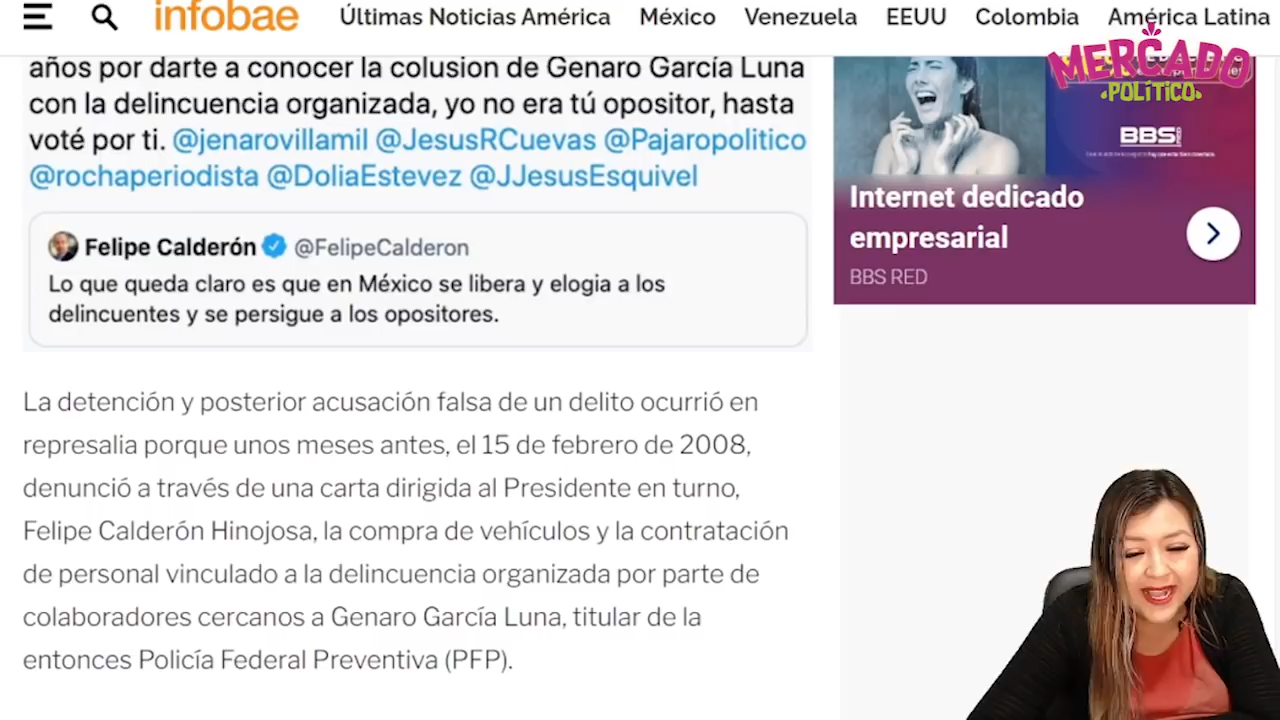 infobae
Últimas Noticias América México Venezuela EEUU Colombia América Latina
MERCADO
POLÍTICO
años por darte a conocer la colusion de Genaro García Luna
con la delincuencia organizada, yo no era tú opositor, hasta
voté por ti. @jenarovillamil @JesusRCuevas @Pajaropolitico
@rochaperiodista @DoliaEstevez @JJesusEsquivel
Felipe Calderón @FelipeCalderon
Lo que queda claro es que en México se libera y elogia a los
delincuentes y se persigue a los opositores.
BBS
Internet dedicado
empresarial
BBS RED
La detención y posterior acusación falsa de un delito ocurrió en
represalia porque unos meses antes, el 15 de febrero de 2008,
denunció a través de una carta dirigida al Presidente en turno,
Felipe Calderón Hinojosa, la compra de vehículos y la contratación
de personal vinculado a la delincuencia organizada por parte de
colaboradores cercanos a Genaro García Luna, titular de la
entonces Policía Federal Preventiva (PFP).